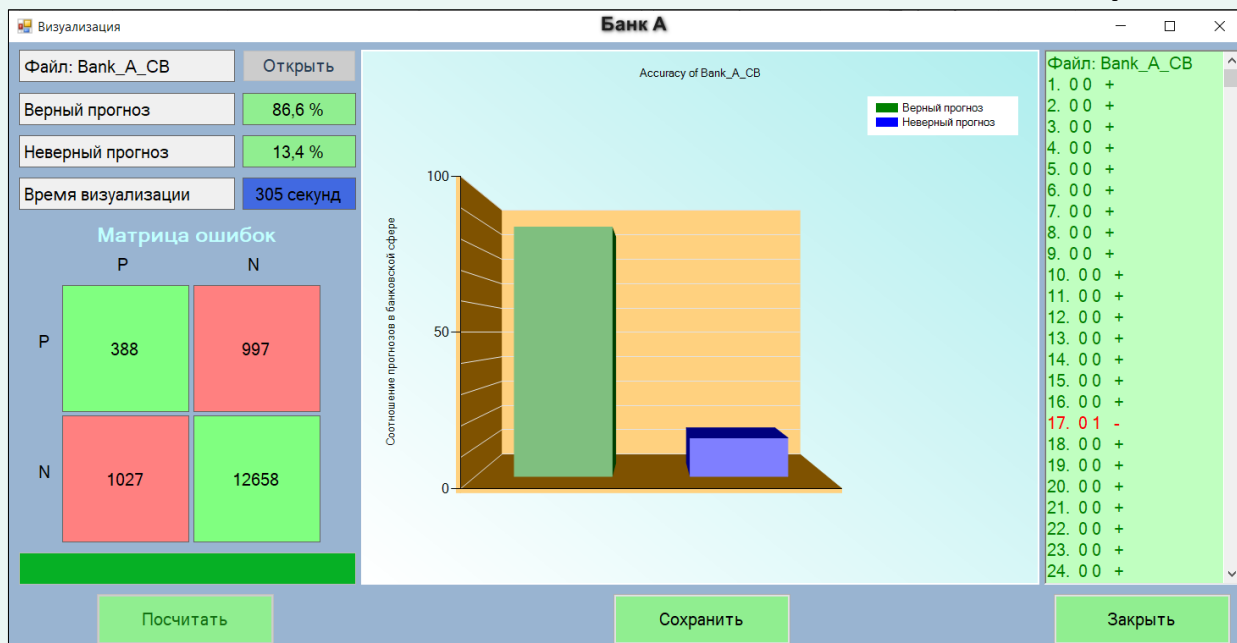 Визуализация
Банк А
Файл: Bank_A_CB
Открыть
Верный прогноз
86,6 %
Неверный прогноз
13,4 %
Время визуализации
305 секунд
Матрица ошибок
P N
P 388 997
N 1027 12658
Посчитать
Accuracy of Bank_A_CB
Верный прогноз
Неверный прогноз
Соотношение прогнозов в банковской сфере
100
50
0
Сохранить
Файл: Bank_A_CB
1. 0 0 +
2. 0 0 +
3. 0 0 +
4. 0 0 +
5. 0 0 +
6. 0 0 +
7. 0 0 +
8. 0 0 +
9. 0 0 +
10. 0 0 +
11. 0 0 +
12. 0 0 +
13. 0 0 +
14. 0 0 +
15. 0 0 +
16. 0 0 +
17. 0 1 -
18. 0 0 +
19. 0 0 +
20. 0 0 +
21. 0 0 +
22. 0 0 +
23. 0 0 +
24. 0 0 +
Закрыть